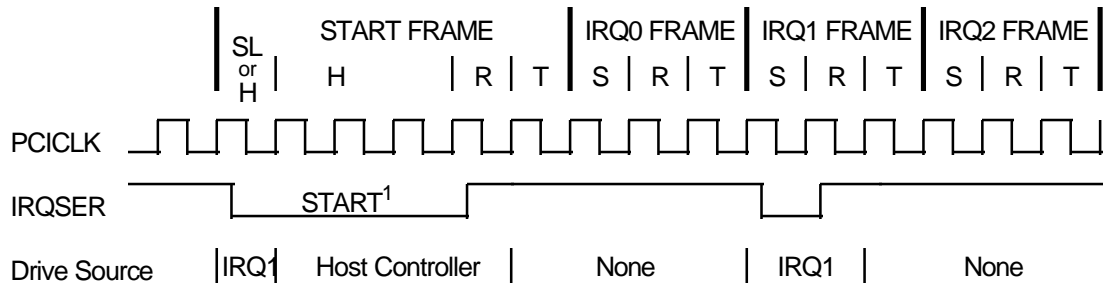 SL or H
START FRAME
H R T
IRQ0 FRAME
S R T
IRQ1 FRAME
S R T
IRQ2 FRAME
S R T
PCICLK
IRQSER
START1
Drive Source IRQ1 Host Controller None IRQ1 None